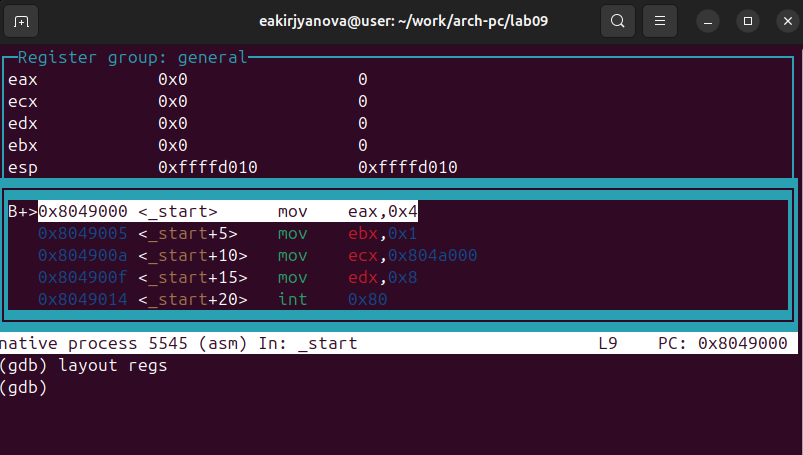 eakirjyanova@user: ~/work/arch-pc/lab09
Register group: general
eax 0x0 0
ecx 0x0 0
edx 0x0 0
ebx 0x0 0
esp 0xffffd010 0xffffd010
B+>0x8049000 <_start> mov eax,0x4
0x8049005 <_start+5> mov ebx,0x1
0x804900a <_start+10> mov ecx,0x804a000
0x804900f <_start+15> mov edx,0x8
0x8049014 <_start+20> int 0x80
native process 5545 (asm) In: _start L9 PC: 0x8049000
(gdb) layout regs
(gdb)